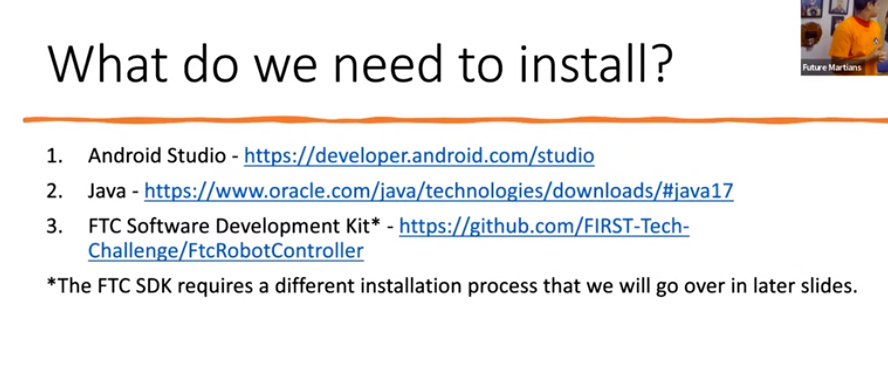 What do we need to install?
Future Martians
1. Android Studio - https://developer.android.com/studio
2. Java - https://www.oracle.com/java/technologies/downloads/#java17
3. FTC Software Development Kit* - https://github.com/FIRST-Tech-
Challenge/FtcRobotController
*The FTC SDK requires a different installation process that we will go over in later slides.